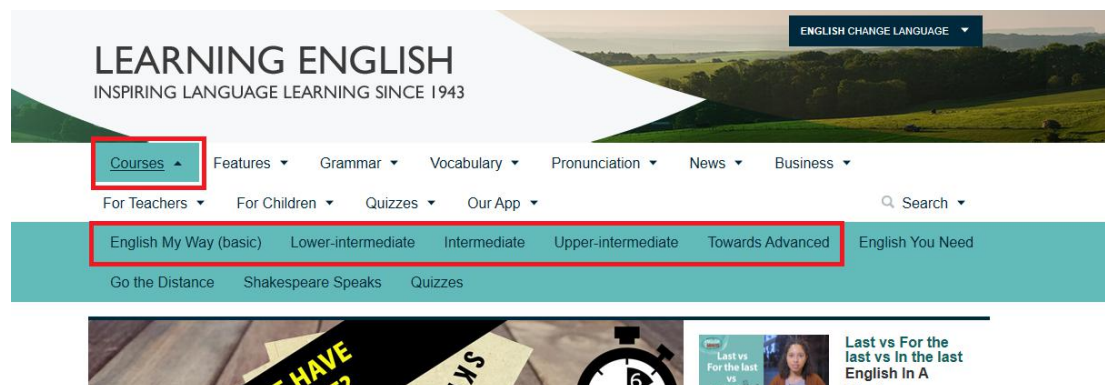 ENGLISH CHANGE LANGUAGE
LEARNING ENGLISH
INSPIRING LANGUAGE LEARNING SINCE 1943
Courses Features Grammar Vocabulary Pronunciation News Business
For Teachers For Children Quizzes Our App Search
English My Way (basic) Lower-intermediate Intermediate Upper-intermediate Towards Advanced English You Need
Go the Distance Shakespeare Speaks Quizzes
HAVE
6
Last vs
For the last
vs
Last vs For the
last vs In the last
English In A